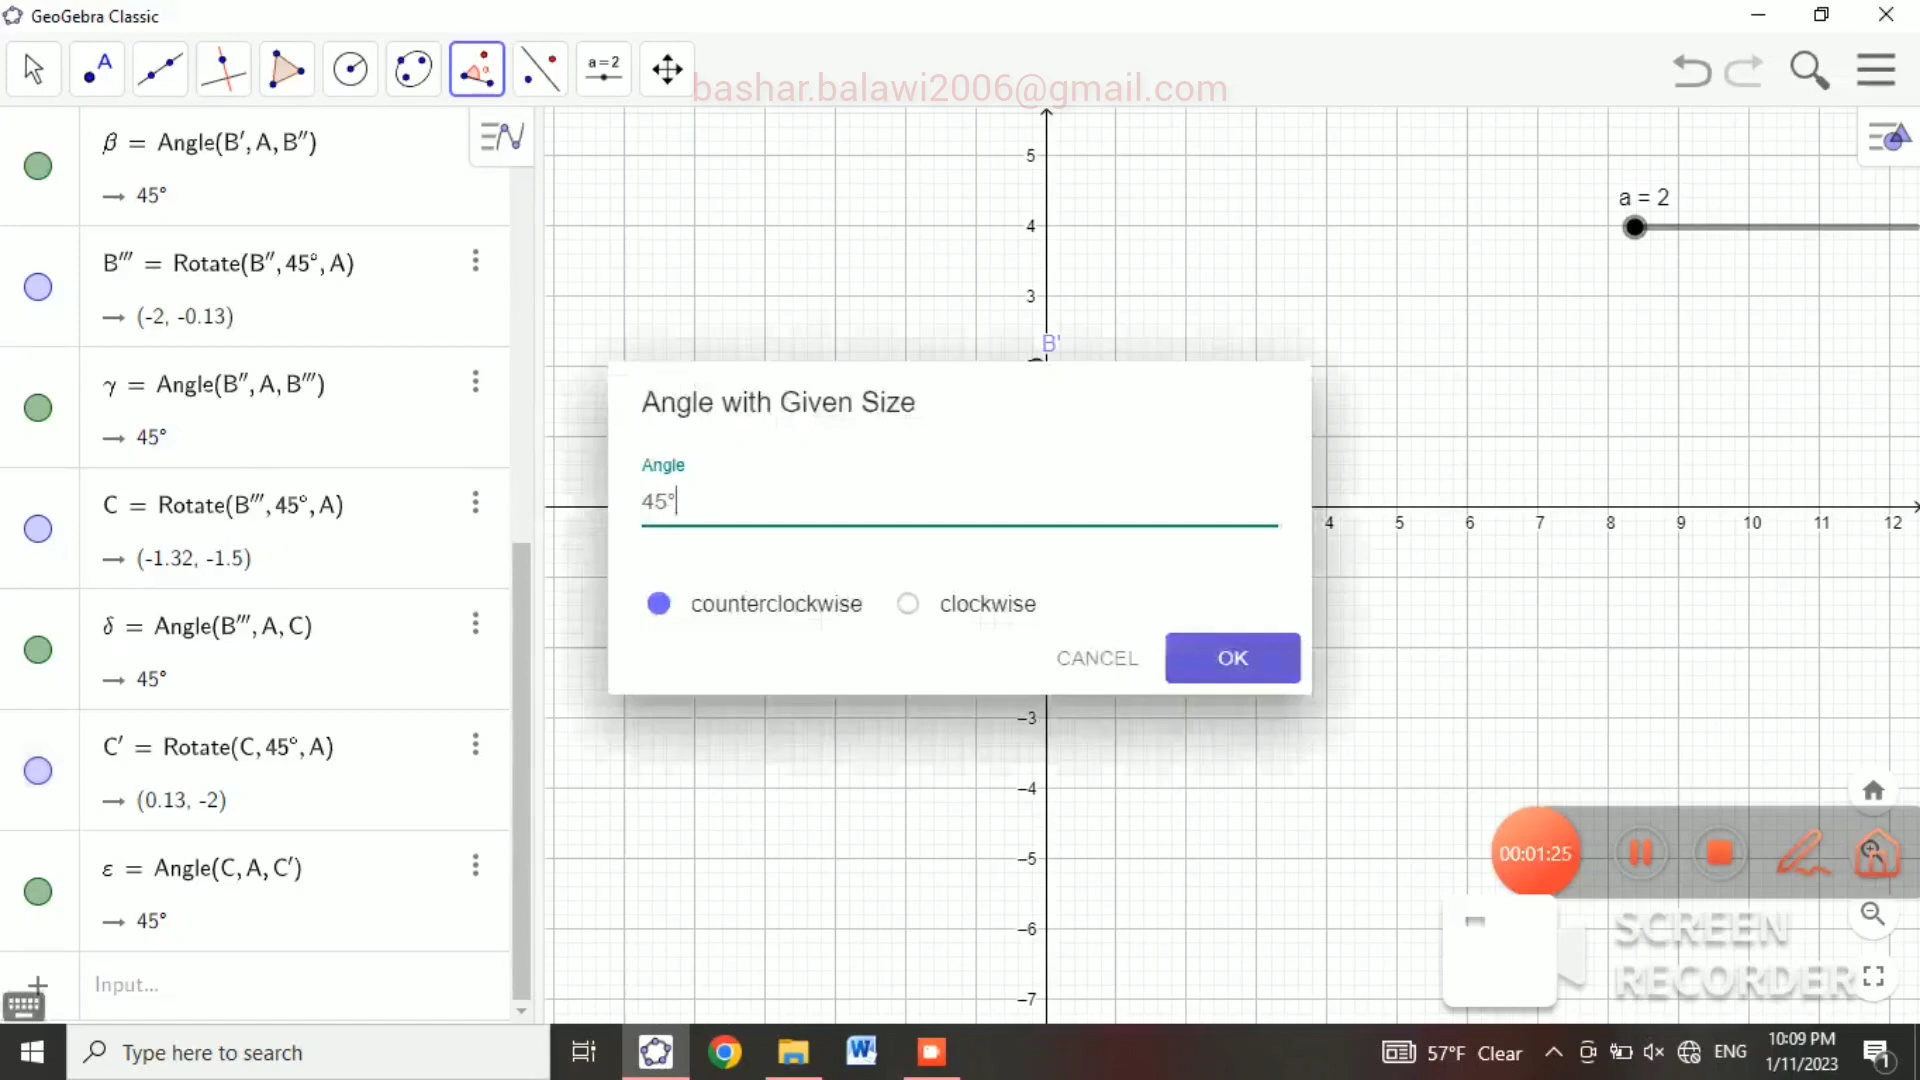 GeoGebra Classic
A
a = 2
bashar.balawi2006@gmail.com
β = Angle(B′, A, B″)
→ 45°
B‴ = Rotate(B″, 45°, A)
→ (-2, -0.13)
γ = Angle(B″, A, B‴)
→ 45°
C = Rotate(B‴, 45°, A)
→ (-1.32, -1.5)
δ = Angle(B‴, A, C)
→ 45°
C′ = Rotate(C, 45°, A)
→ (0.13, -2)
ε = Angle(C, A, C′)
→ 45°
Input...
5
4
3
B'
a = 2
4 5 6 7 8 9 10 11 12
−3
−4
−5
−6
−7
Angle with Given Size
Angle
45°
counterclockwise
clockwise
CANCEL
OK
00:01:25
SCREEN
RECORDER
Type here to search
57°F Clear
ENG
10:09 PM
1/11/2023
1